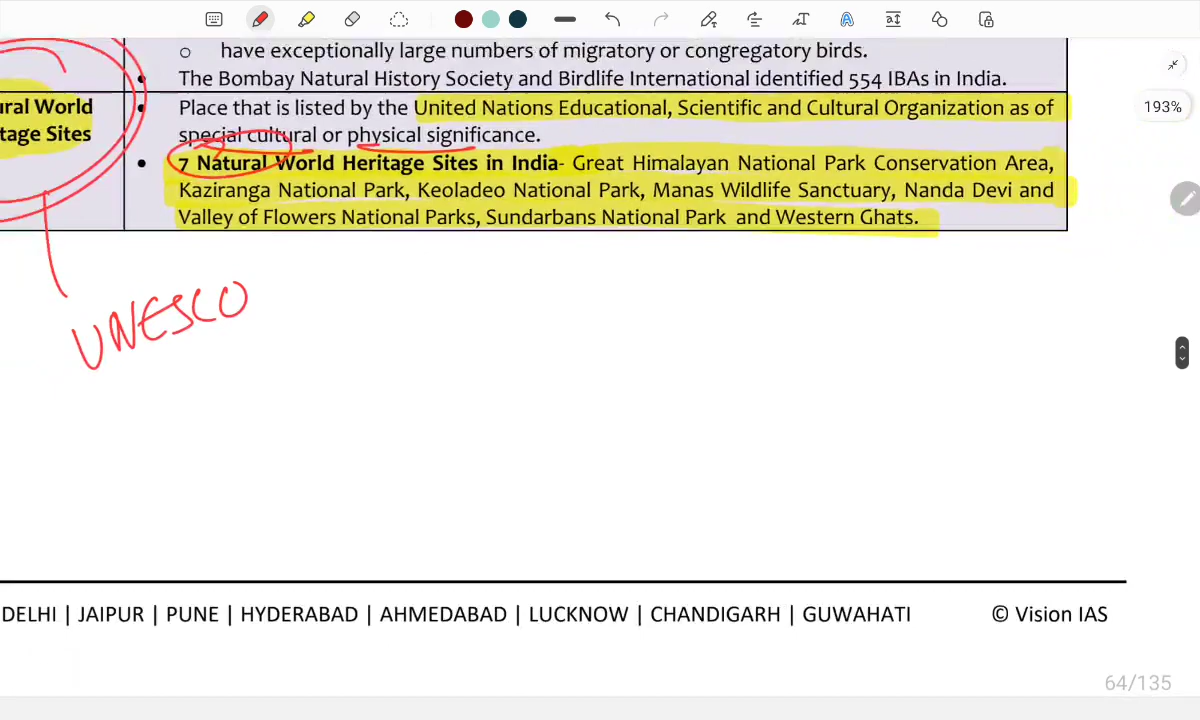 193%
o have exceptionally large numbers of migratory or congregatory birds.
• The Bombay Natural History Society and Birdlife International identified 554 IBAs in India.
ural World
tage Sites
• Place that is listed by the United Nations Educational, Scientific and Cultural Organization as of
special cultural or physical significance.
• 7 Natural World Heritage Sites in India- Great Himalayan National Park Conservation Area,
Kaziranga National Park, Keoladeo National Park, Manas Wildlife Sanctuary, Nanda Devi and
Valley of Flowers National Parks, Sundarbans National Park and Western Ghats.
UNESCO
DELHI | JAIPUR | PUNE | HYDERABAD | AHMEDABAD | LUCKNOW | CHANDIGARH | GUWAHATI © Vision IAS
64/135